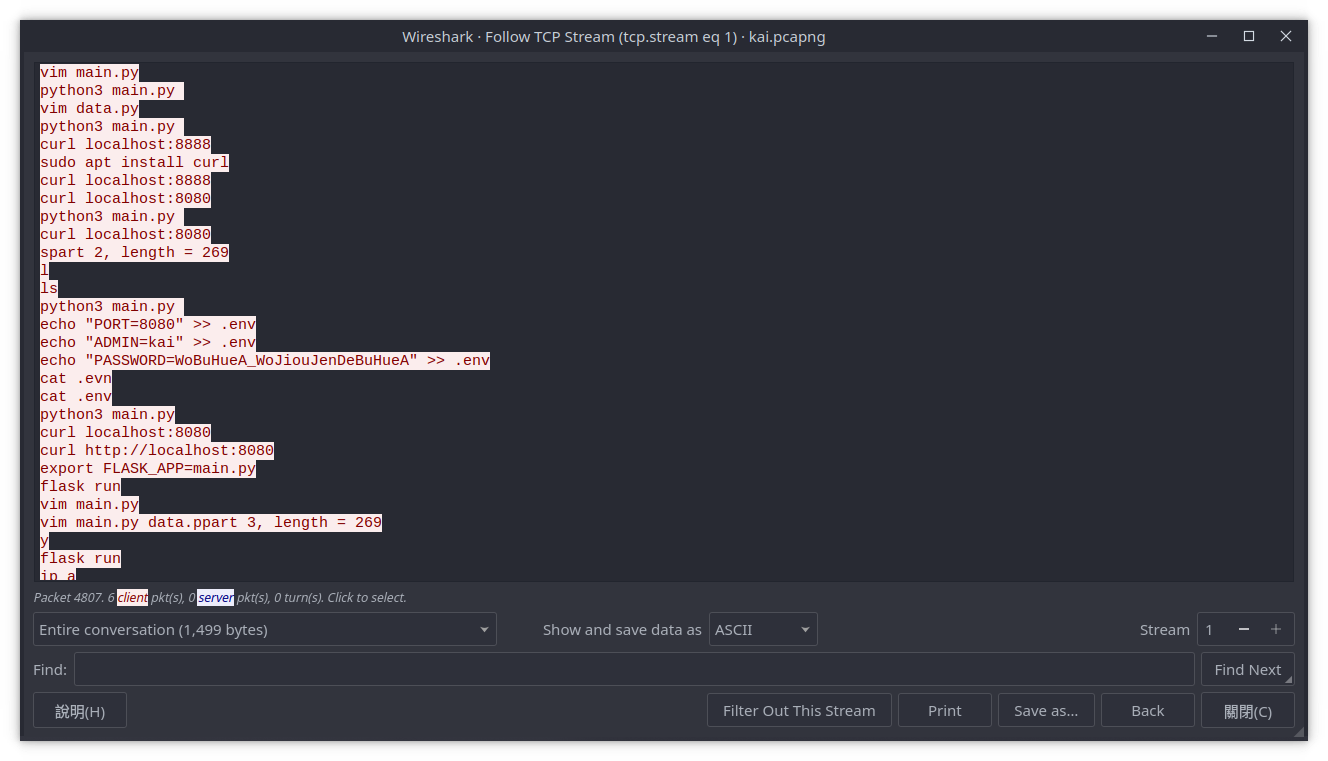 Wireshark · Follow TCP Stream (tcp.stream eq 1) · kai.pcapng
vim main.py
python3 main.py
vim data.py
python3 main.py
curl localhost:8888
sudo apt install curl
curl localhost:8888
curl localhost:8080
python3 main.py
curl localhost:8080
spart 2, length = 269
l
ls
python3 main.py
echo "PORT=8080" >> .env
echo "ADMIN=kai" >> .env
echo "PASSWORD=WoBuHueA_WoJiouJenDeBuHueA" >> .env
cat .evn
cat .env
python3 main.py
curl localhost:8080
curl http://localhost:8080
export FLASK_APP=main.py
flask run
vim main.py
vim main.py data.ppart 3, length = 269
y
flask run
ip a
Packet 4807. 6 client pkt(s), 0 server pkt(s), 0 turn(s). Click to select.
Entire conversation (1,499 bytes) Show and save data as ASCII Stream 1
Find: Find Next
說明(H) Filter Out This Stream Print Save as... Back 關閉(C)